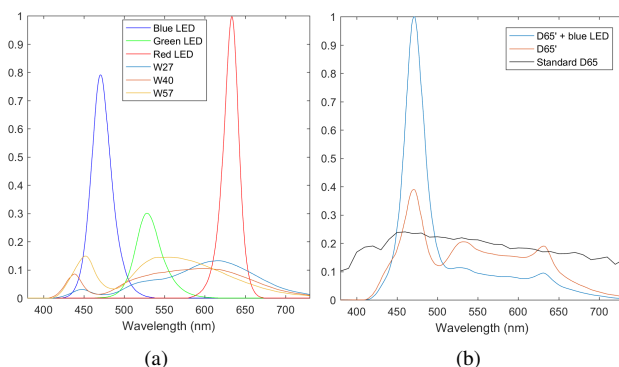 1
0.9
0.8
0.7
0.6
0.5
0.4
0.3
0.2
0.1
0
400 450 500 550 600 650 700
Wavelength (nm)
Blue LED
Green LED
Red LED
W27
W40
W57
(a)
1
0.9
0.8
0.7
0.6
0.5
0.4
0.3
0.2
0.1
0
400 450 500 550 600 650 700
Wavelength (nm)
D65' + blue LED
D65'
Standard D65
(b)